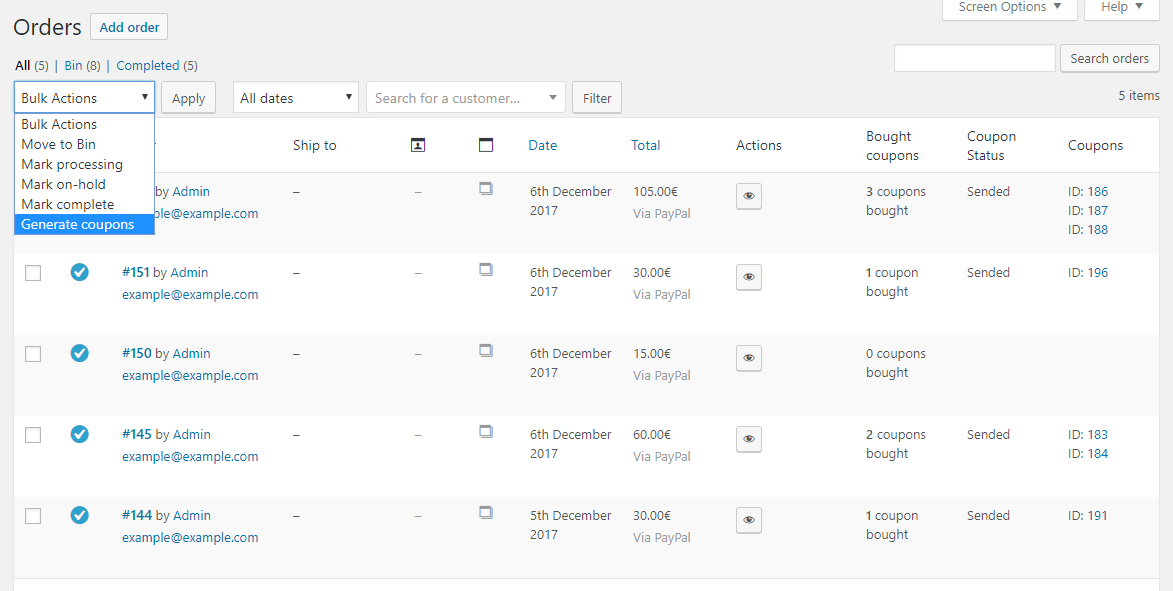 Screen Options ▼
Help ▼
Orders
Add order
All (5) | Bin (8) | Completed (5)
Search orders
Bulk Actions
Apply
All dates
Search for a customer...
Filter
5 items
Bulk Actions
Move to Bin
Mark processing
Mark on-hold
Mark complete
Generate coupons
Ship to
Date
Total
Actions
Bought
coupons
Coupon
Status
Coupons
by Admin
ple@example.com
–
–
6th December
2017
105.00€
Via PayPal
3 coupons
bought
Sended
ID: 186
ID: 187
ID: 188
#151 by Admin
example@example.com
–
–
6th December
2017
30.00€
Via PayPal
1 coupon
bought
Sended
ID: 196
#150 by Admin
example@example.com
–
–
6th December
2017
15.00€
Via PayPal
0 coupons
bought
#145 by Admin
example@example.com
–
–
6th December
2017
60.00€
Via PayPal
2 coupons
bought
Sended
ID: 183
ID: 184
#144 by Admin
example@example.com
–
–
5th December
2017
30.00€
Via PayPal
1 coupon
bought
Sended
ID: 191